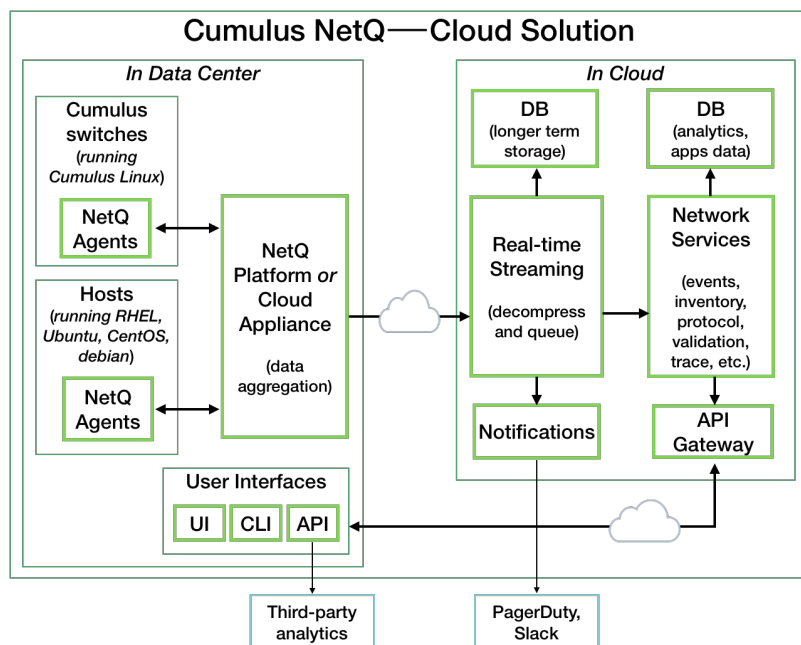 Cumulus NetQ—Cloud Solution
In Data Center
Cumulus
switches
(running
Cumulus Linux)
NetQ
Agents
Hosts
(running RHEL,
Ubuntu, CentOS,
debian)
NetQ
Agents
NetQ
Platform or
Cloud
Appliance
(data
aggregation)
User Interfaces
UI
CLI
API
In Cloud
DB
(longer term
storage)
DB
(analytics,
apps data)
Real-time
Streaming
(decompress
and queue)
Network
Services
(events,
inventory,
protocol,
validation,
trace, etc.)
Notifications
API
Gateway
Third-party
analytics
PagerDuty,
Slack